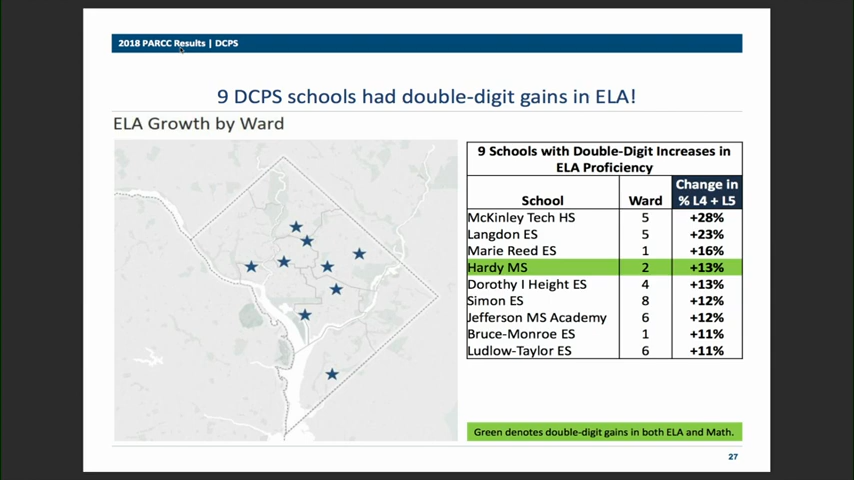 2018 PARCC Results | DCPS
9 DCPS schools had double-digit gains in ELA!
ELA Growth by Ward
9 Schools with Double-Digit Increases in
ELA Proficiency
School Ward Change in
% L4 + L5
McKinley Tech HS 5 +28%
Langdon ES 5 +23%
Marie Reed ES 1 +16%
Hardy MS 2 +13%
Dorothy I Height ES 4 +13%
Simon ES 8 +12%
Jefferson MS Academy 6 +12%
Bruce-Monroe ES 1 +11%
Ludlow-Taylor ES 6 +11%
Green denotes double-digit gains in both ELA and Math.
27